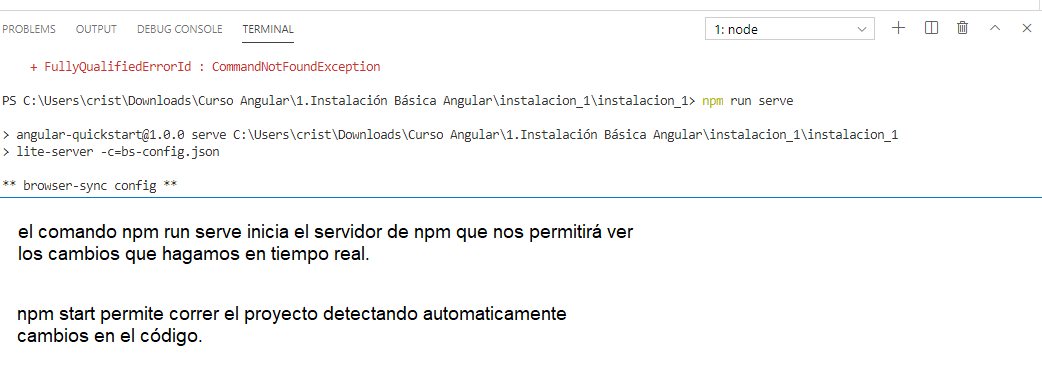 PROBLEMS OUTPUT DEBUG CONSOLE TERMINAL 1: node
+ FullyQualifiedErrorId : CommandNotFoundException
PS C:\Users\crist\Downloads\Curso Angular\1.Instalación Básica Angular\instalacion_1\instalacion_1> npm run serve
> angular-quickstart@1.0.0 serve C:\Users\crist\Downloads\Curso Angular\1.Instalación Básica Angular\instalacion_1\instalacion_1
> lite-server -c=bs-config.json
** browser-sync config **
el comando npm run serve inicia el servidor de npm que nos permitirá ver
los cambios que hagamos en tiempo real.
npm start permite correr el proyecto detectando automaticamente
cambios en el código.